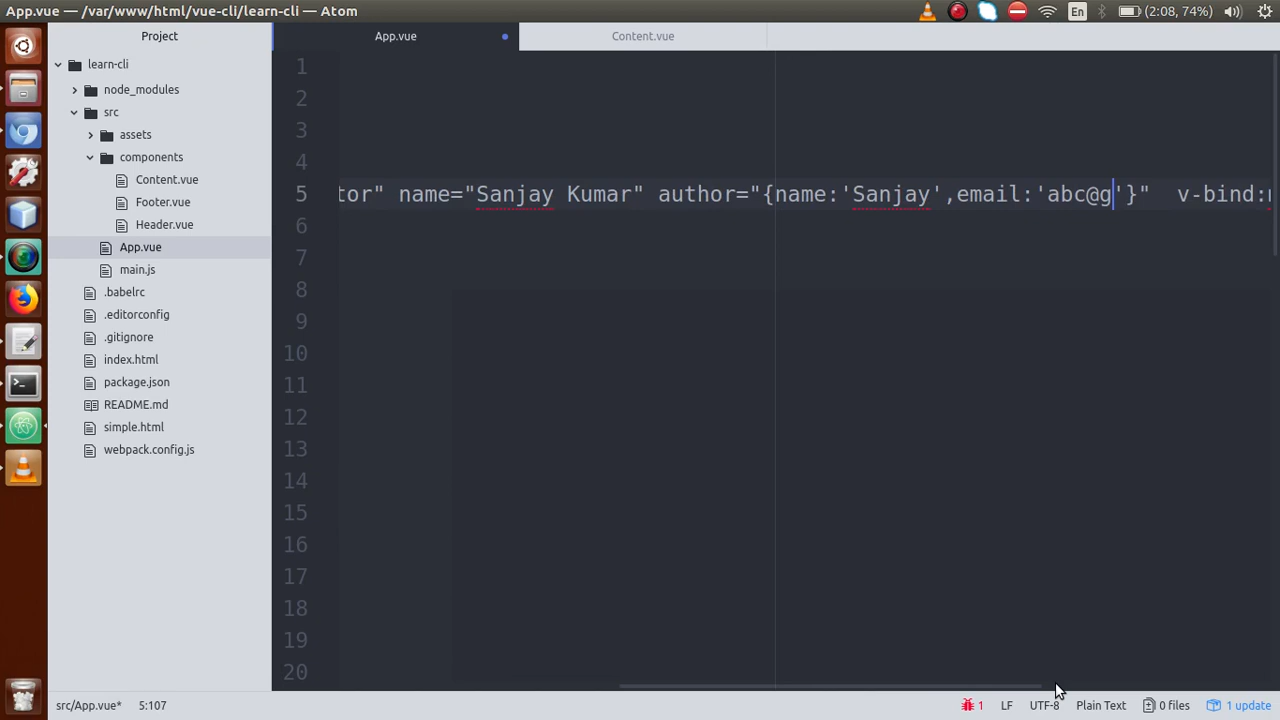 App.vue — /var/www/html/vue-cli/learn-cli — Atom
En
(2:08, 74%)
Project
App.vue
Content.vue
learn-cli
node_modules
src
assets
components
Content.vue
Footer.vue
Header.vue
App.vue
main.js
.babelrc
.editorconfig
.gitignore
index.html
package.json
README.md
simple.html
webpack.config.js
1
2
3
4
5 tor" name="Sanjay Kumar" author="{name:'Sanjay',email:'abc@g'}"  v-bind:
6
7
8
9
10
11
12
13
14
15
16
17
18
19
20
src/App.vue*
5:107
1
LF
UTF-8
Plain Text
0 files
1 update